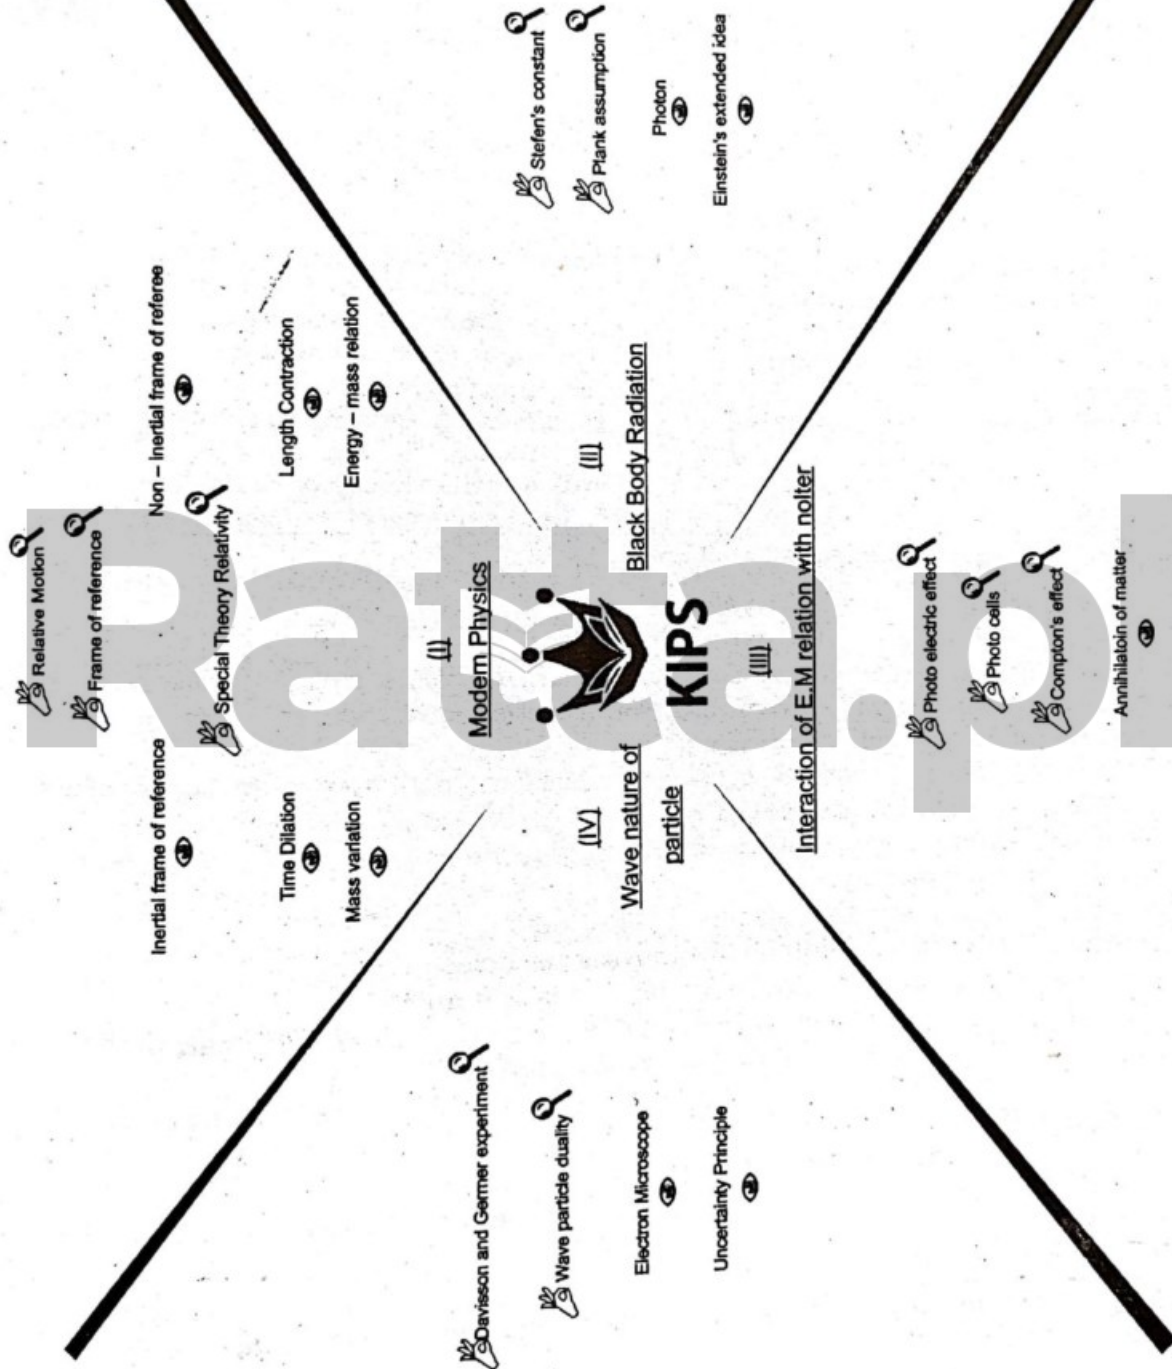 Relative Motion
Frame of reference
Inertial frame of reference
Non – inertial frame of referee
Special Theory Relativity
Time Dilation
Length Contraction
Mass variation
Energy – mass relation
(I)
Modern Physics
(II)
Black Body Radiation
Stefen's constant
Plank assumption
Photon
Einstein's extended idea
(IV)
Wave nature of
particle
Davisson and Germer experiment
Wave particle duality
Electron Microscope
Uncertainty Principle
KIPS
(III)
Interaction of E.M relation with nolter
Photo electric effect
Photo cells
Compton's effect
Annihilatoin of matter
Ratta.p